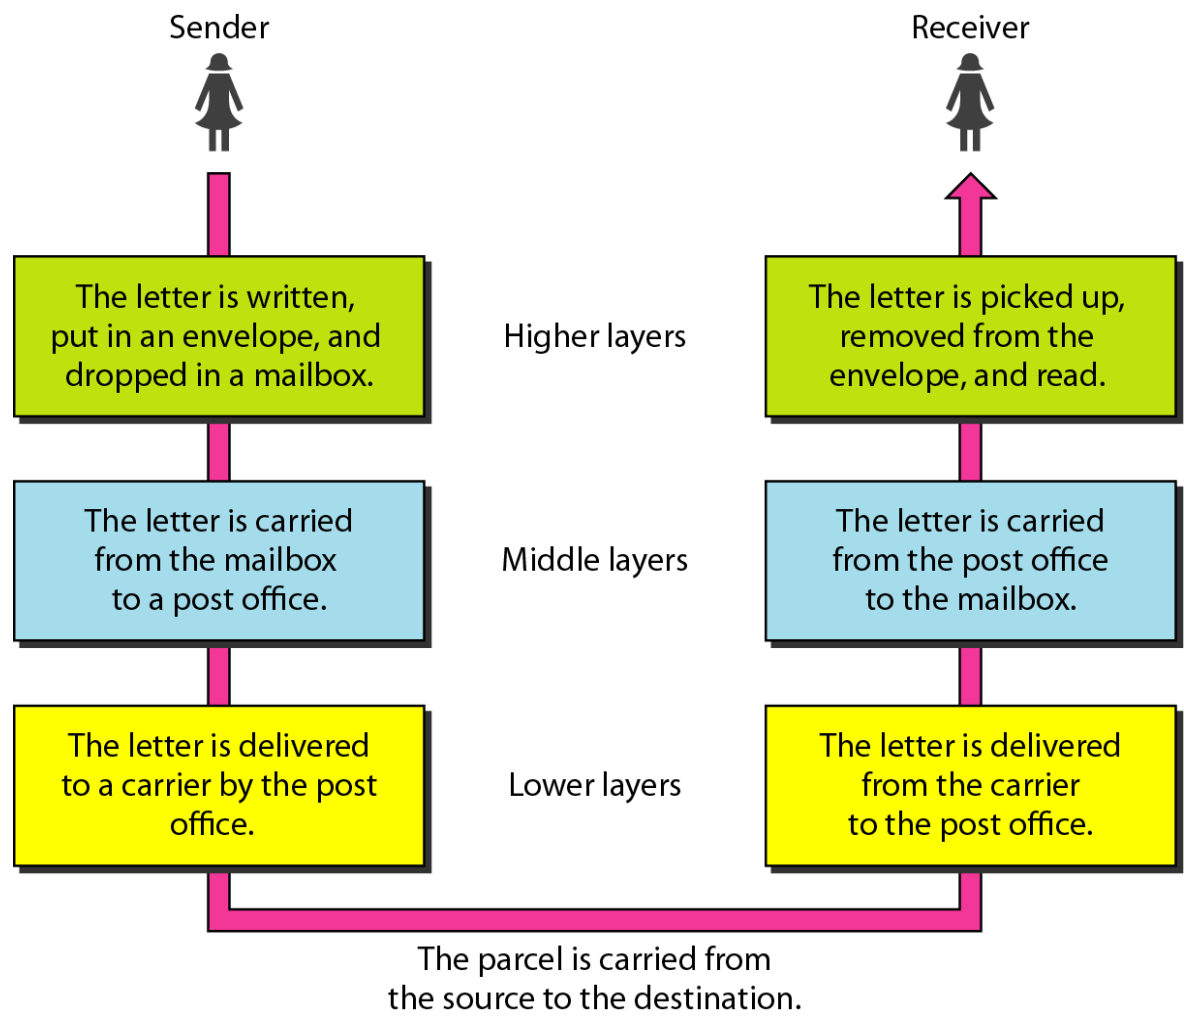 Sender
Receiver
The letter is written,
put in an envelope, and
dropped in a mailbox.
Higher layers
The letter is picked up,
removed from the
envelope, and read.
The letter is carried
from the mailbox
to a post office.
Middle layers
The letter is carried
from the post office
to the mailbox.
The letter is delivered
to a carrier by the post
office.
Lower layers
The letter is delivered
from the carrier
to the post office.
The parcel is carried from
the source to the destination.